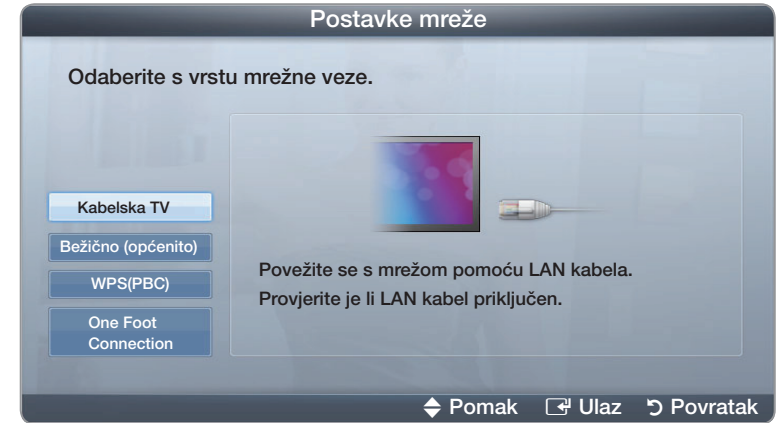 Postavke mreže
Odaberite s vrstu mrežne veze.
Kabelska TV
Bežično (općenito)
WPS(PBC)
One Foot
Connection
Povežite se s mrežom pomoću LAN kabela.
Provjerite je li LAN kabel priključen.
Pomak Ulaz Povratak